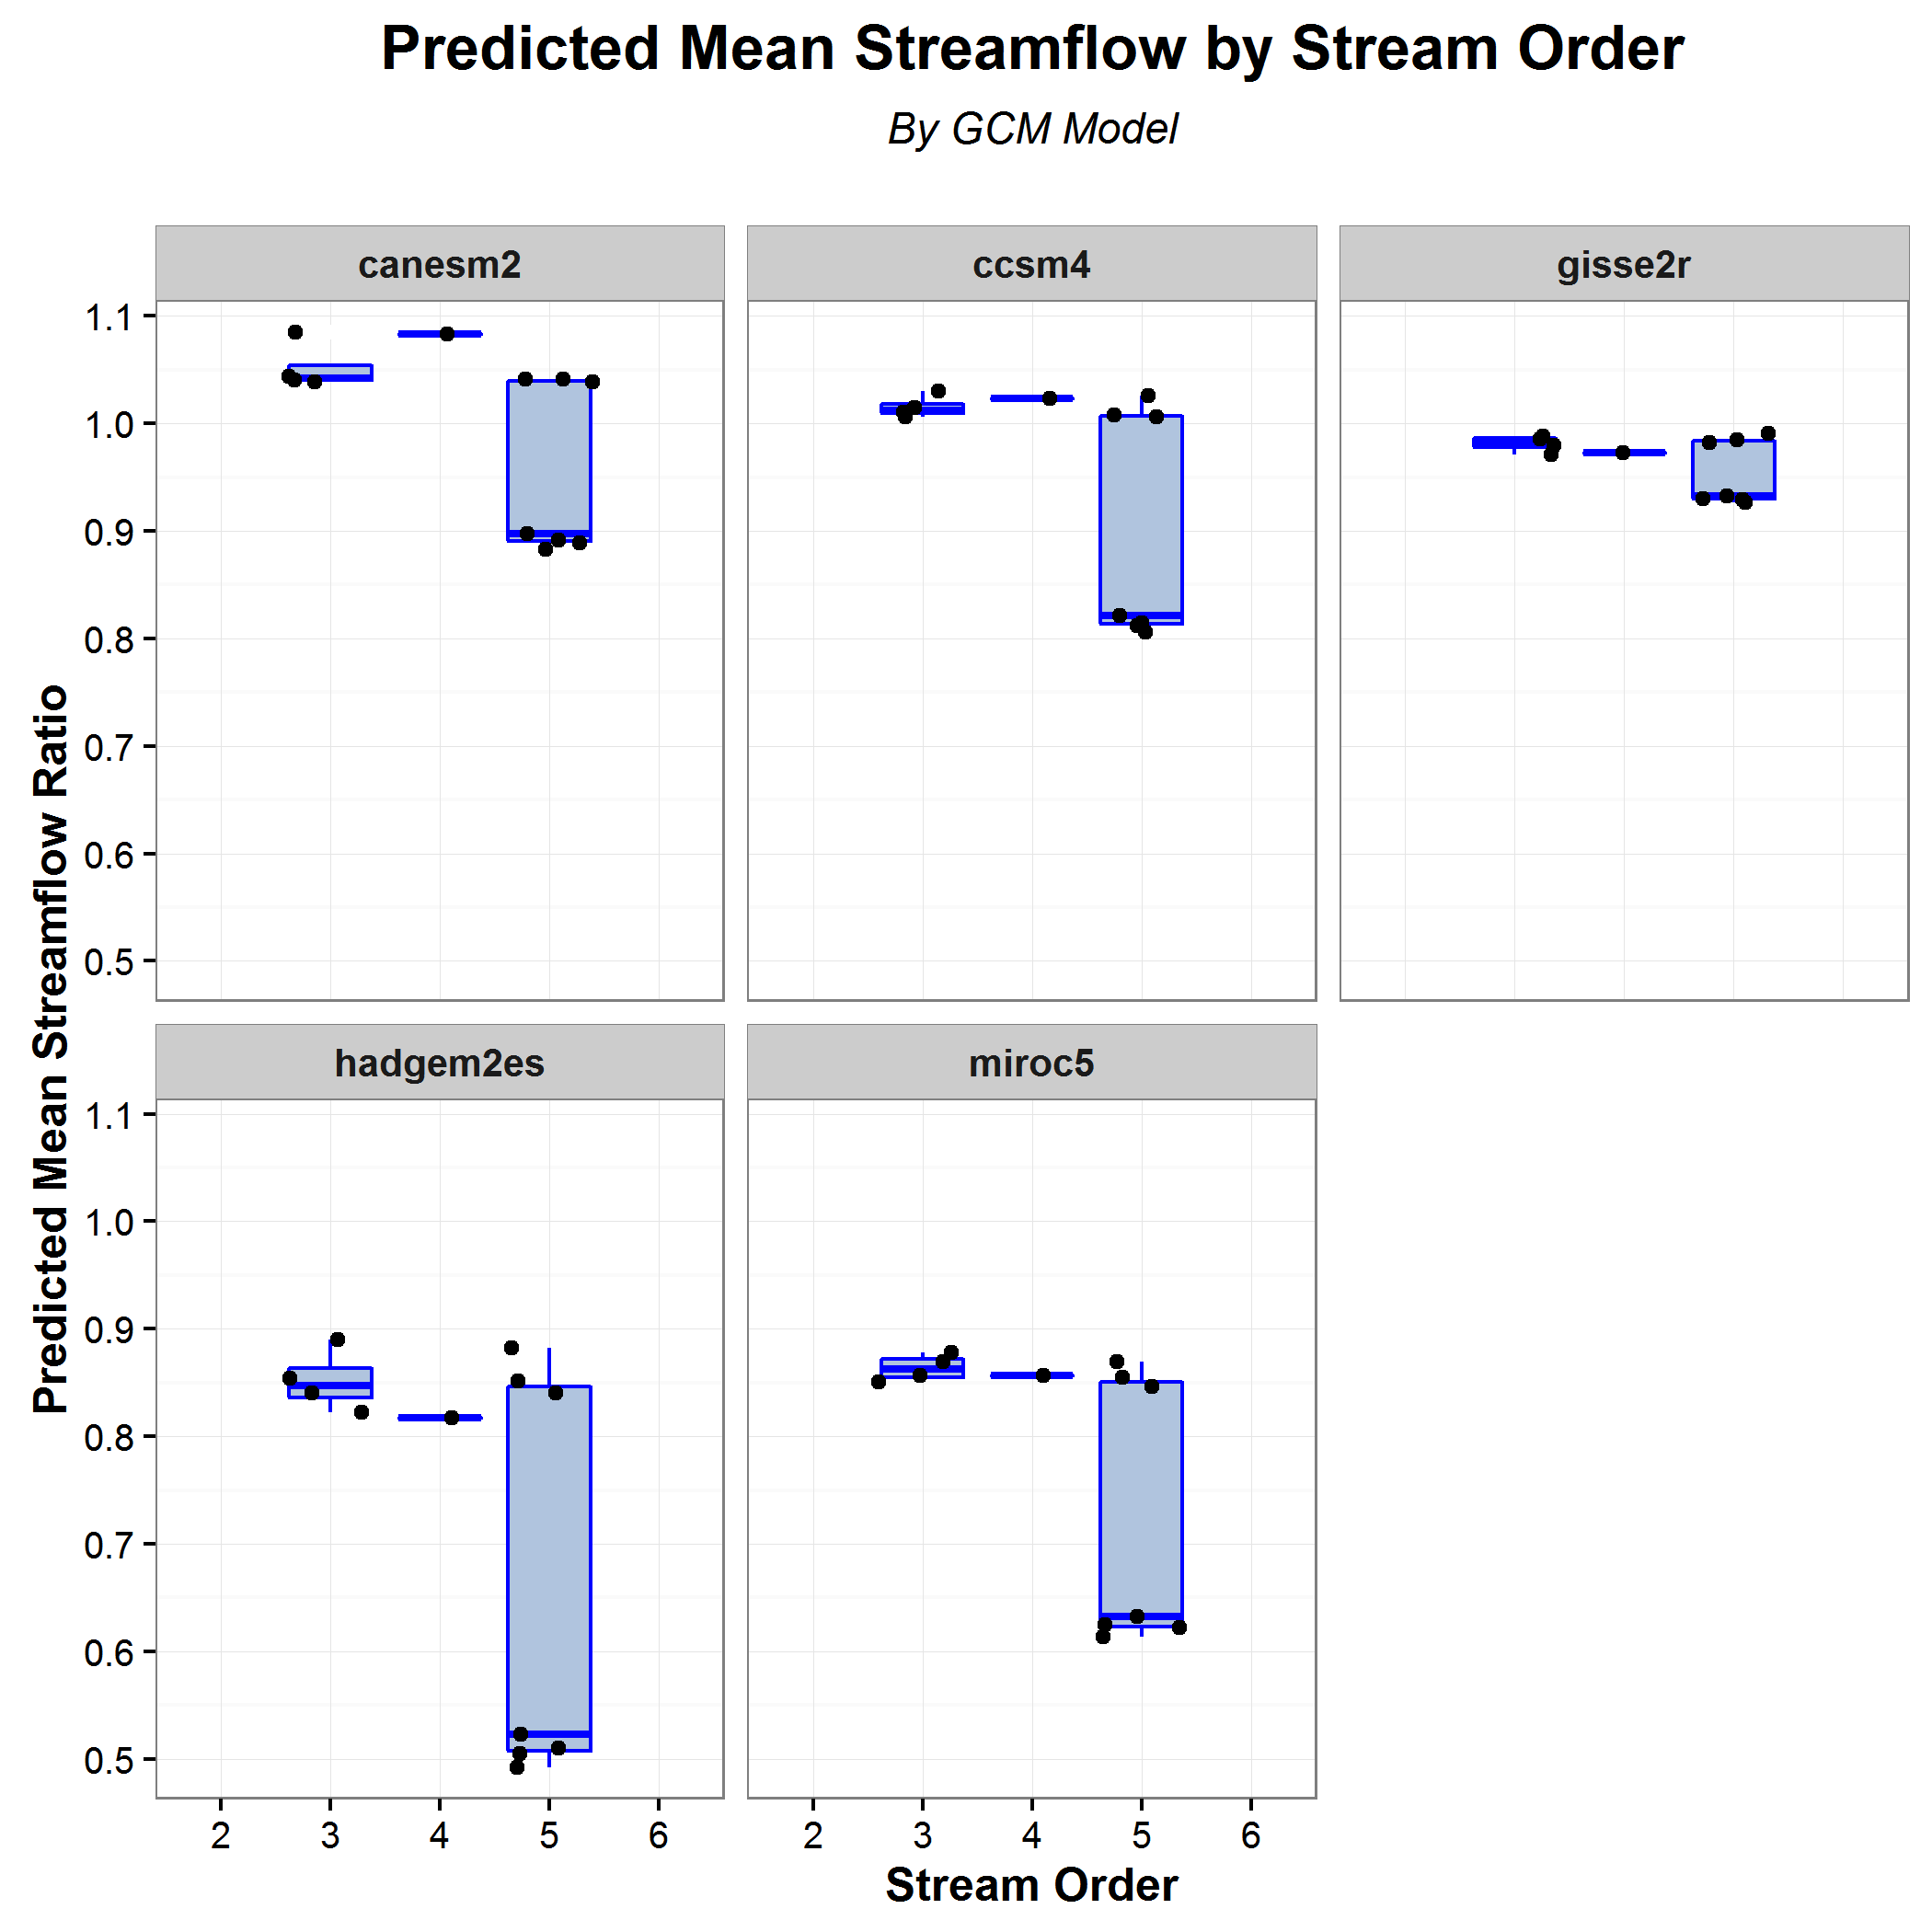 Predicted Mean Streamflow by Stream Order
By GCM Model
canesm2
ccsm4
gisse2r
1.1
1.0
0.9
0.8
0.7
0.6
0.5
Predicted Mean Streamflow Ratio
hadgem2es
miroc5
1.1
1.0
0.9
0.8
0.7
0.6
0.5
2 3 4 5 6
2 3 4 5 6
Stream Order